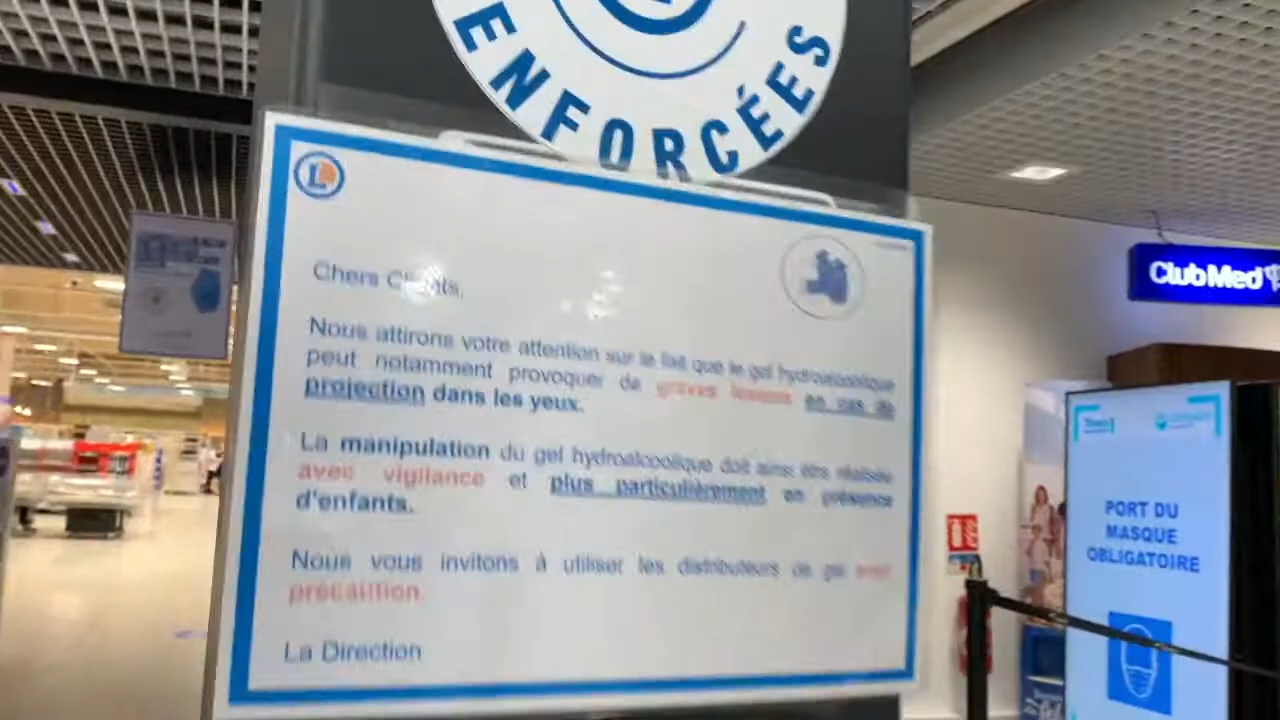 ENFORCÉES
L
Chers Clients,
Nous attirons votre attention sur le fait que le gel hydroalcoolique
peut notamment provoquer de graves lésions en cas de
projection dans les yeux.
La manipulation du gel hydroalcoolique doit ainsi être réalisée
avec vigilance et plus particulièrement en présence
d'enfants.
Nous vous invitons à utiliser les distributeurs de gel avec
précaution.
La Direction
Club Med
PORT DU
MASQUE
OBLIGATOIRE